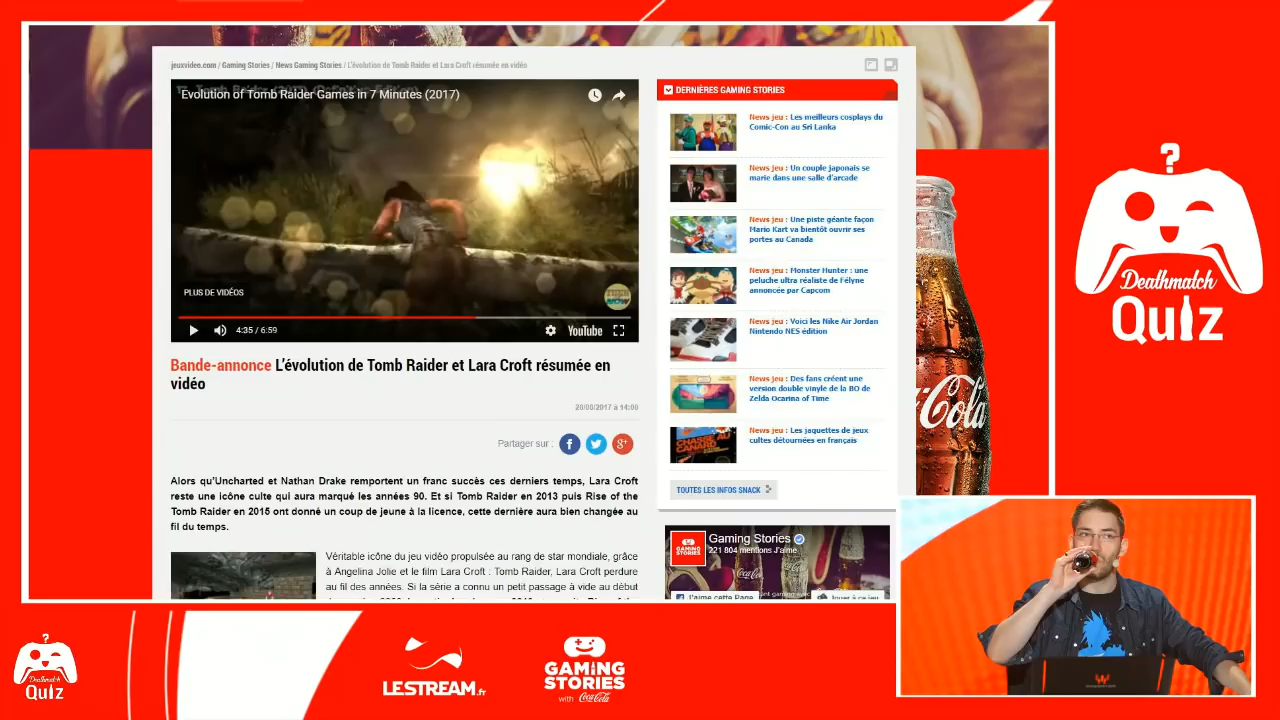 jeuxvideo.com / Gaming Stories / News Gaming Stories / L'évolution de Tomb Raider et Lara Croft résumée en vidéo
Evolution of Tomb Raider Games in 7 Minutes (2017)
PLUS DE VIDÉOS
4:35 / 6:59
YouTube
Bande-annonce L'évolution de Tomb Raider et Lara Croft résumée en
vidéo
20/08/2017 à 14:00
Partager sur :
Alors qu'Uncharted et Nathan Drake remportent un franc succès ces derniers temps, Lara Croft
reste une icône culte qui aura marqué les années 90. Et si Tomb Raider en 2013 puis Rise of the
Tomb Raider en 2015 ont donné un coup de jeune à la licence, cette dernière aura bien changée au
fil du temps.
Véritable icône du jeu vidéo propulsée au rang de star mondiale, grâce
à Angelina Jolie et le film Lara Croft : Tomb Raider, Lara Croft perdure
au fil des années. Si la série a connu un petit passage à vide au début
DERNIÈRES GAMING STORIES
News jeu : Les meilleurs cosplays du
Comic-Con au Sri Lanka
News jeu : Un couple japonais se
marie dans une salle d'arcade
News jeu : Une piste géante façon
Mario Kart va bientôt ouvrir ses
portes au Canada
News jeu : Monster Hunter : une
peluche ultra réaliste de Félyne
annoncée par Capcom
News jeu : Voici les Nike Air Jordan
Nintendo NES édition
News jeu : Des fans créent une
version double vinyle de la BO de
Zelda Ocarina of Time
News jeu : Les jaquettes de jeux
cultes détournées en français
CHASSE AU
CANARD
TOUTES LES INFOS SNACK
GAMING
STORIES
Gaming Stories
221 804 mentions J'aime
Coca-Cola
J'aime cette Page
Jouer à ce jeu
Cola
?
Deathmatch
Quiz
?
Deathmatch
Quiz
LESTREAM.fr
GAMING
STORIES
with Coca-Cola